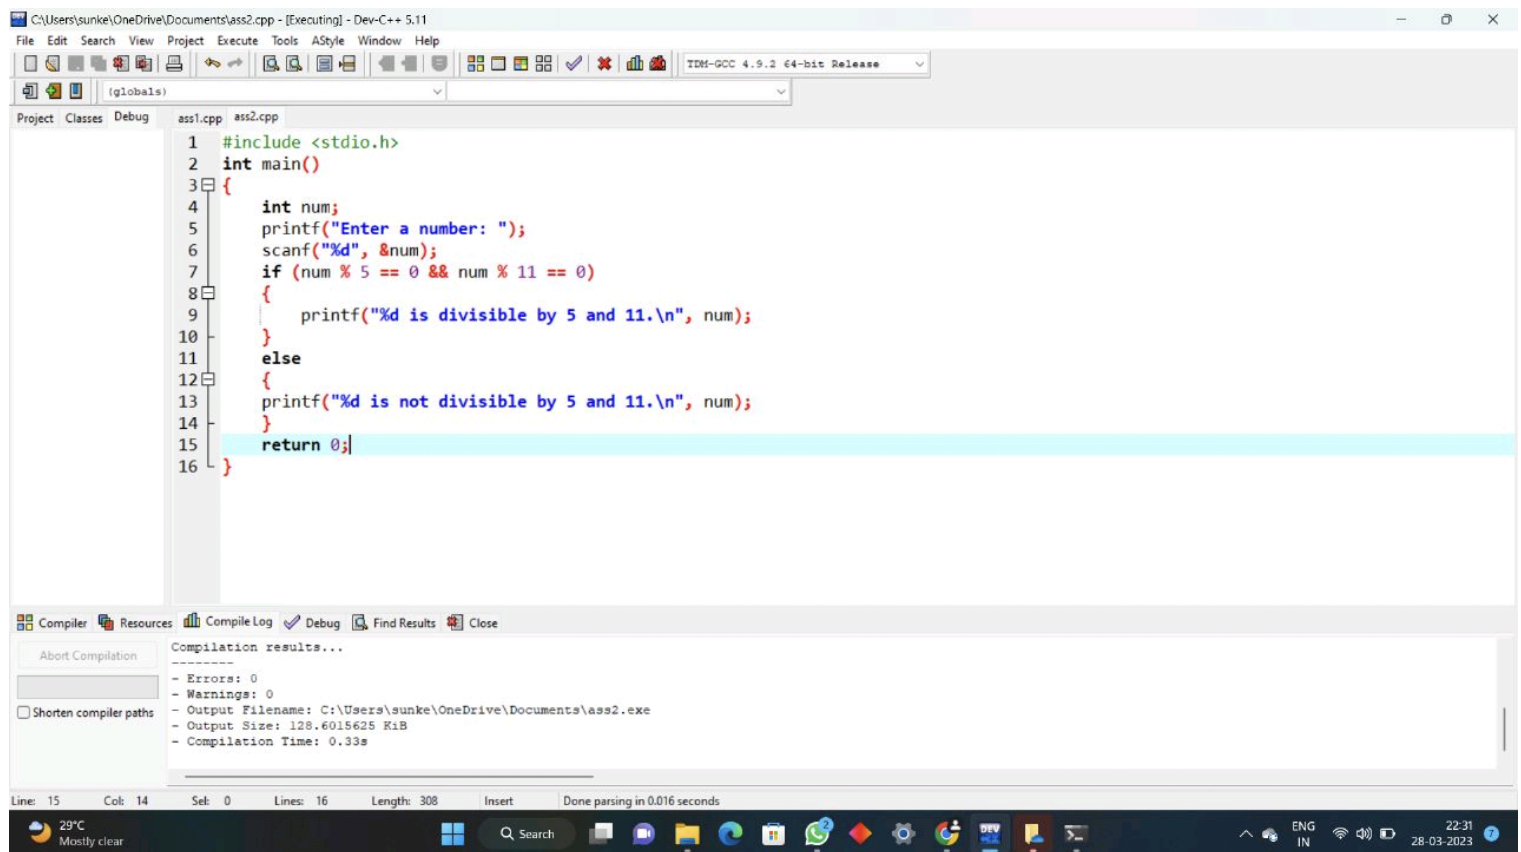 C:\Users\sunke\OneDrive\Documents\ass2.cpp - [Executing] - Dev-C++ 5.11
File Edit Search View Project Execute Tools AStyle Window Help
TDM-GCC 4.9.2 64-bit Release
(globals)
Project Classes Debug ass1.cpp ass2.cpp
1 #include <stdio.h>
2 int main()
3 {
4 int num;
5 printf("Enter a number: ");
6 scanf("%d", &num);
7 if (num % 5 == 0 && num % 11 == 0)
8 {
9 printf("%d is divisible by 5 and 11.\n", num);
10 }
11 else
12 {
13 printf("%d is not divisible by 5 and 11.\n", num);
14 }
15 return 0;
16 }
Compiler Resources Compile Log Debug Find Results Close
Abort Compilation
Shorten compiler paths
Compilation results...
--------
- Errors: 0
- Warnings: 0
- Output Filename: C:\Users\sunke\OneDrive\Documents\ass2.exe
- Output Size: 128.6015625 KiB
- Compilation Time: 0.33s
Line: 15 Col: 14 Sel: 0 Lines: 16 Length: 308 Insert Done parsing in 0.016 seconds
29°C
Mostly clear
Search
2
DEV
ENG
IN
22:31
28-03-2023
7